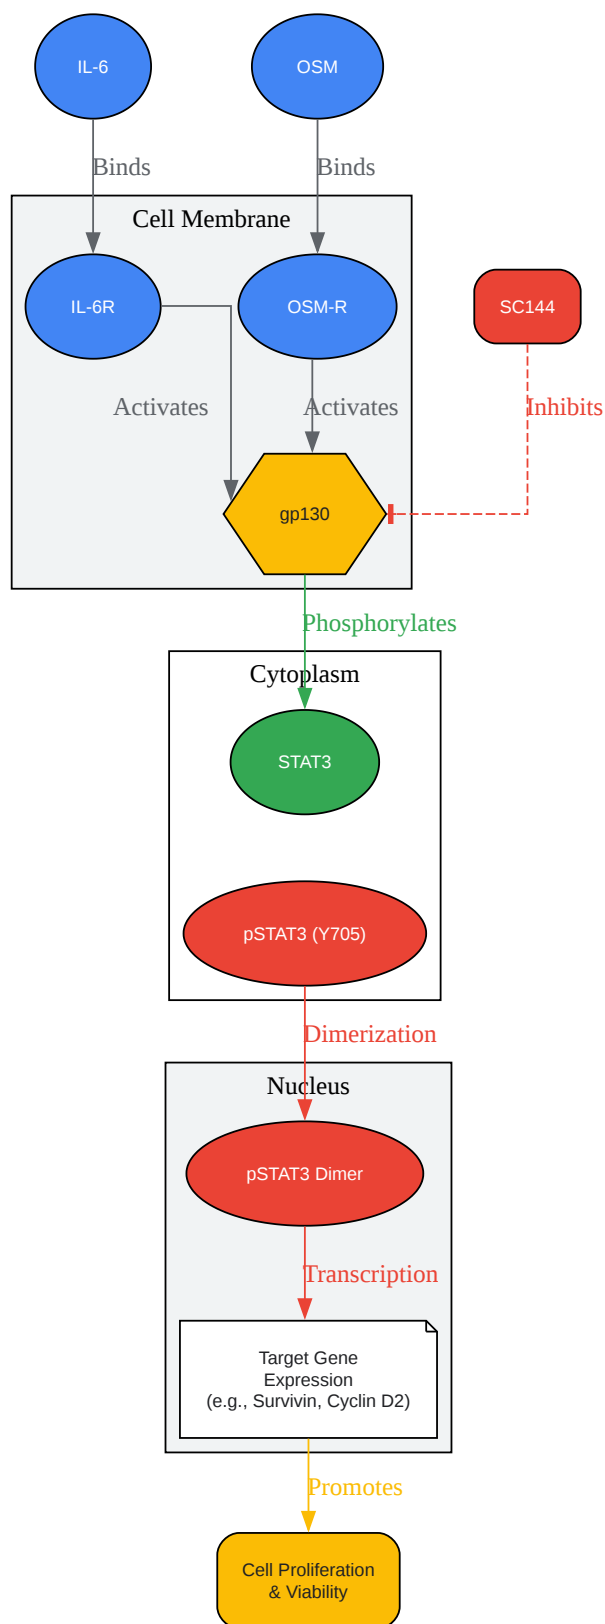 IL-6
OSM
Binds
Binds
Cell Membrane
IL-6R
OSM-R
SC144
Activates
Activates
Inhibits
gp130
Phosphorylates
Cytoplasm
STAT3
pSTAT3 (Y705)
Dimerization
Nucleus
pSTAT3 Dimer
Transcription
Target Gene
Expression
(e.g., Survivin, Cyclin D2)
Promotes
Cell Proliferation
& Viability